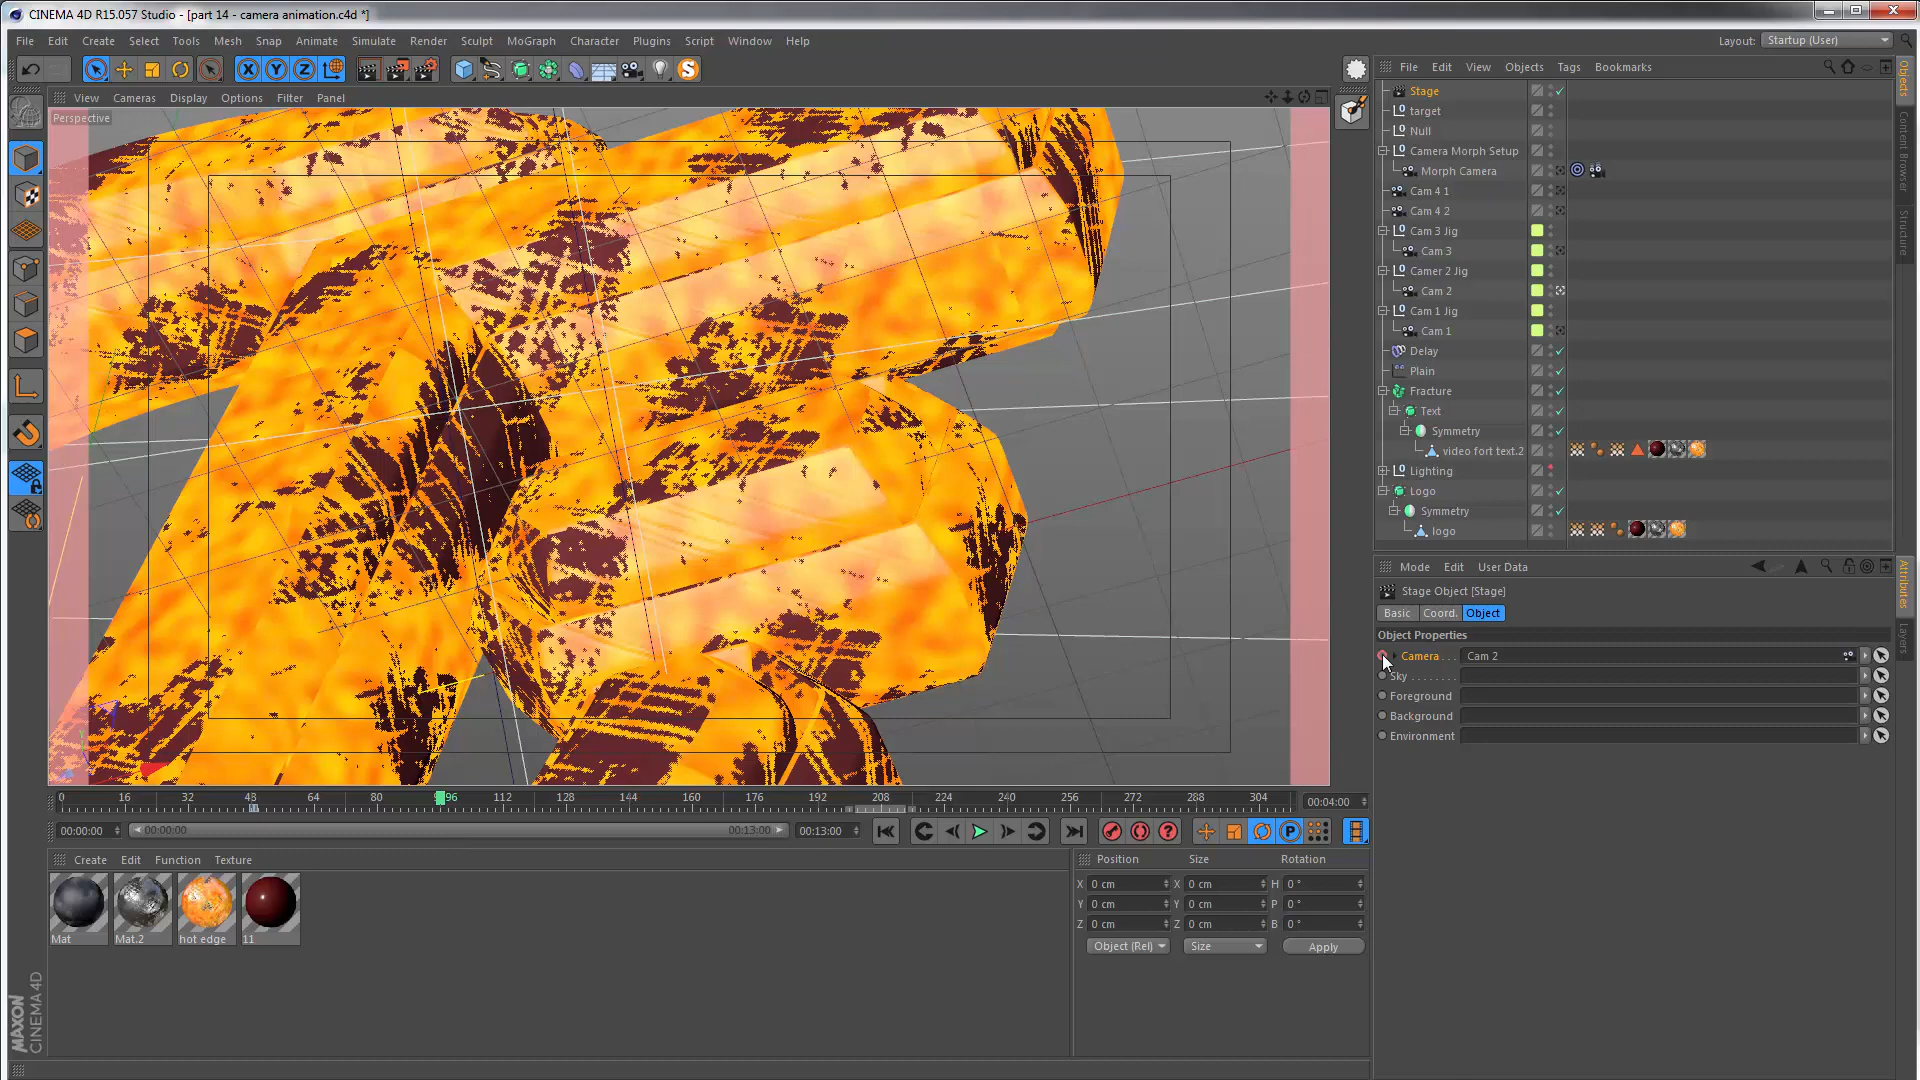 CINEMA 4D R15.057 Studio - [part 14 - camera animation.c4d *]
File Edit Create Select Tools Mesh Snap Animate Simulate Render Sculpt MoGraph Character Plugins Script Window Help
Layout: Startup (User)
File Edit View Objects Tags Bookmarks
View Cameras Display Options Filter Panel
Perspective
Stage
target
Null
Camera Morph Setup
Morph Camera
Cam 4 1
Cam 4 2
Cam 3 Jig
Cam 3
Camer 2 Jig
Cam 2
Cam 1 Jig
Cam 1
Delay
Plain
Fracture
Text
Symmetry
video fort text.2
Lighting
Logo
Symmetry
logo
Objects
Content Browser
Structure
Mode Edit User Data
Stage Object [Stage]
Basic Coord. Object
Object Properties
Camera . . . Cam 2
Sky . . . . . . . .
Foreground
Background
Environment
Attributes
Layers
0 16 32 48 64 80 96 112 128 144 160 176 192 208 224 240 256 272 288 304 00:04:00
00:00:00 00:00:00 00:13:00 00:13:00
Create Edit Function Texture
Mat Mat.2 hot edge 11
Position Size Rotation
X 0 cm X 0 cm H 0 °
Y 0 cm Y 0 cm P 0 °
Z 0 cm Z 0 cm B 0 °
Object (Rel) Size Apply
MAXON
CINEMA 4D